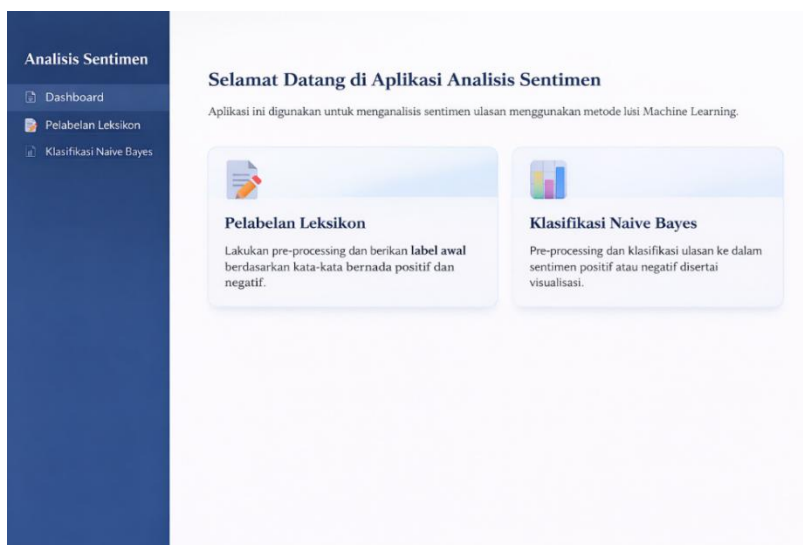 Analisis Sentimen
Dashboard
Pelabelan Leksikon
Klasifikasi Naive Bayes
Selamat Datang di Aplikasi Analisis Sentimen
Aplikasi ini digunakan untuk menganalisis sentimen ulasan menggunakan metode lüsi Machine Learning.
Pelabelan Leksikon
Lakukan pre-processing dan berikan label awal
berdasarkan kata-kata bernada positif dan
negatif.
Klasifikasi Naive Bayes
Pre-processing dan klasifikasi ulasan ke dalam
sentimen positif atau negatif disertai
visualisasi.